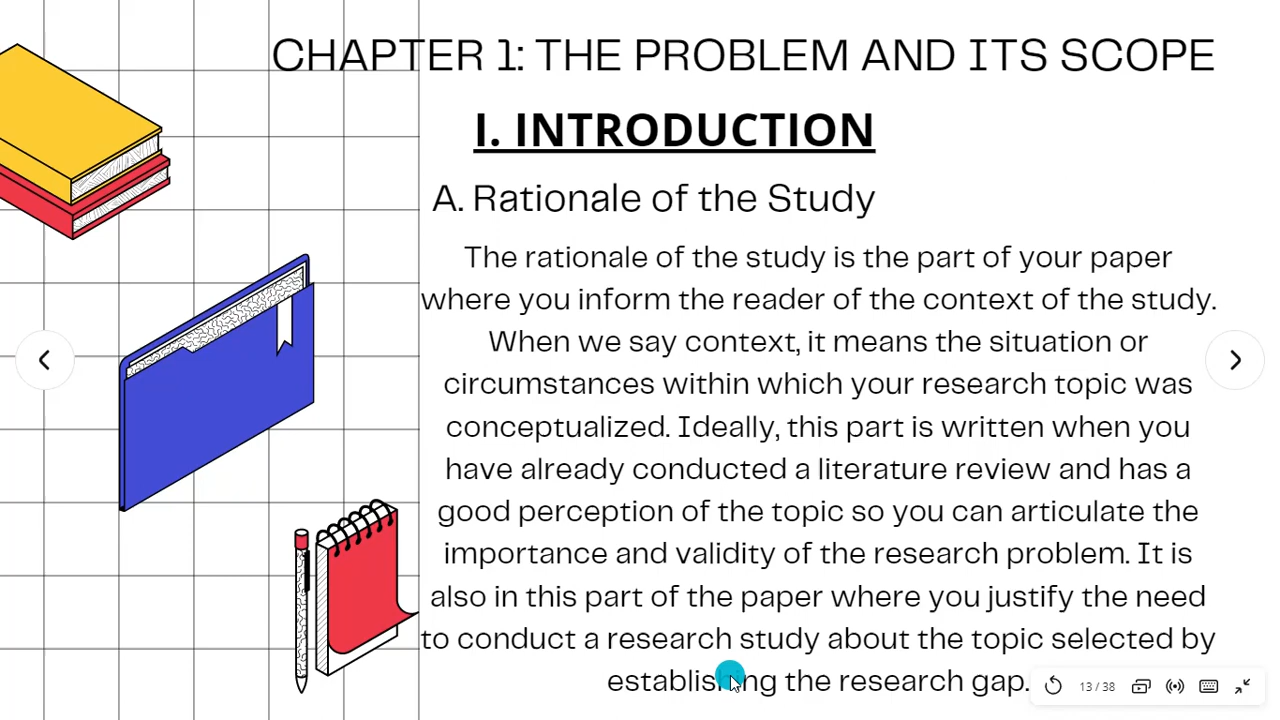 CHAPTER 1: THE PROBLEM AND ITS SCOPE
I. INTRODUCTION
A. Rationale of the Study
The rationale of the study is the part of your paper
where you inform the reader of the context of the study.
When we say context, it means the situation or
circumstances within which your research topic was
conceptualized. Ideally, this part is written when you
have already conducted a literature review and has a
good perception of the topic so you can articulate the
importance and validity of the research problem. It is
also in this part of the paper where you justify the need
to conduct a research study about the topic selected by
establishing the research gap.
13 / 38